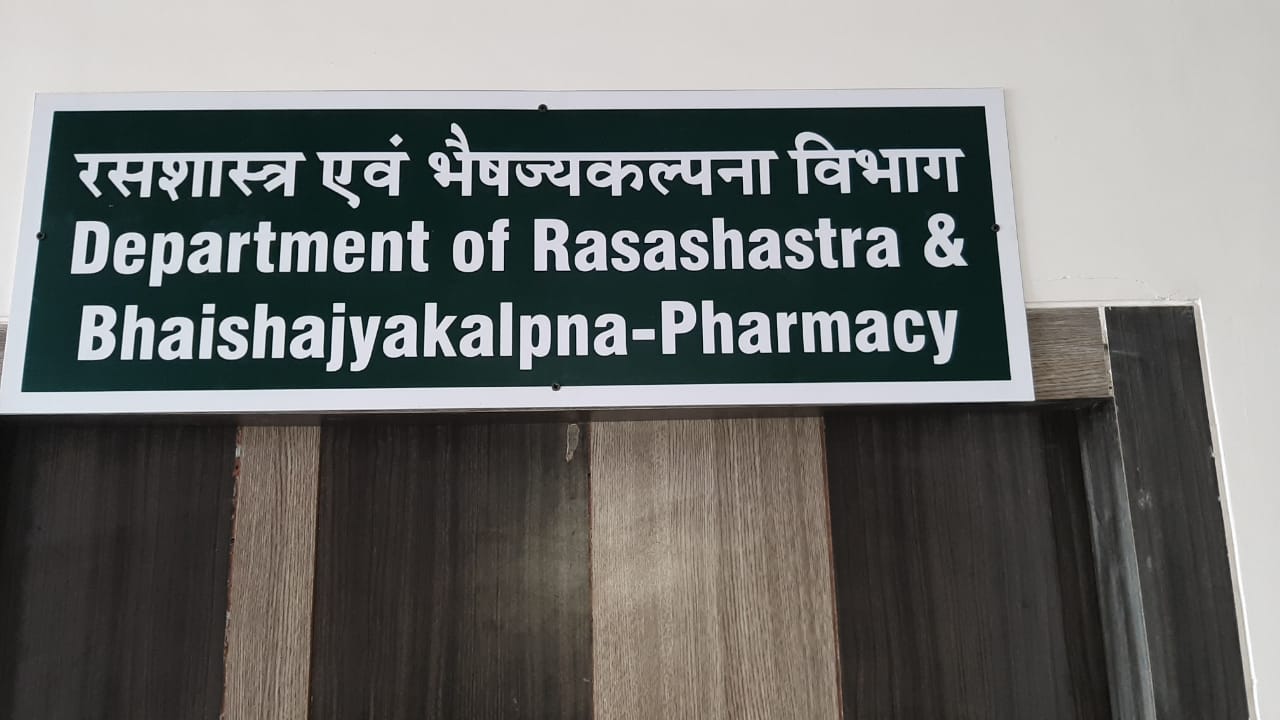 रसशास्त्र एवं भैषज्यकल्पना विभाग
Department of Rasashastra &
Bhaishajyakalpna-Pharmacy